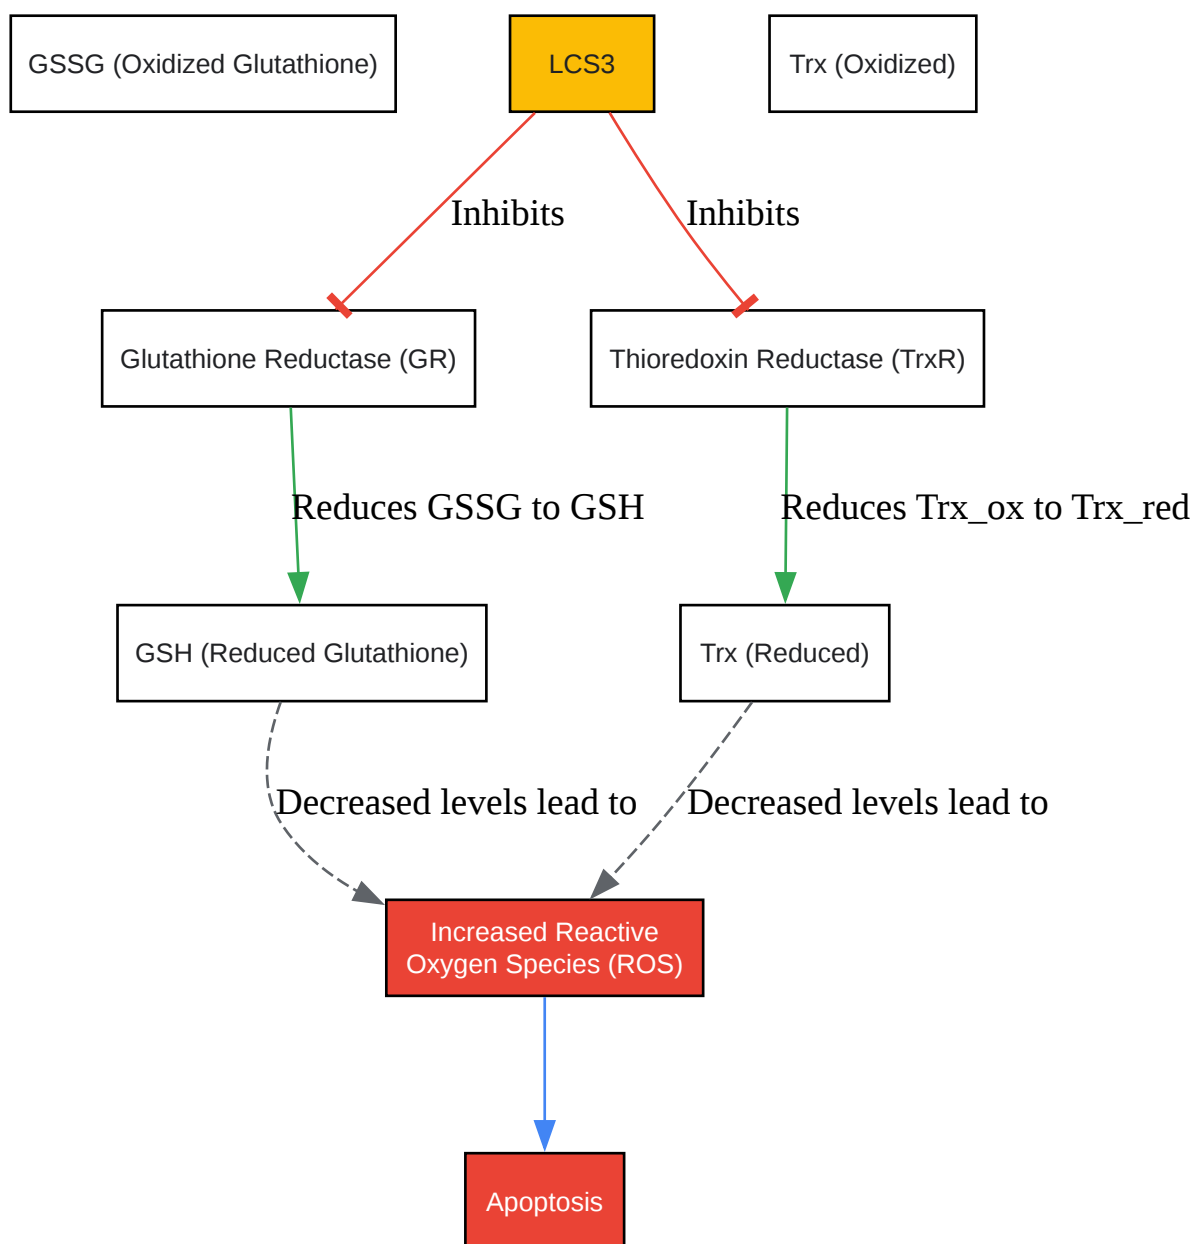 GSSG (Oxidized Glutathione)
LCS3
Trx (Oxidized)
Inhibits
Inhibits
Glutathione Reductase (GR)
Thioredoxin Reductase (TrxR)
Reduces GSSG to GSH
Reduces Trx_ox to Trx_red
GSH (Reduced Glutathione)
Trx (Reduced)
Decreased levels lead to
Decreased levels lead to
Increased Reactive
Oxygen Species (ROS)
Apoptosis